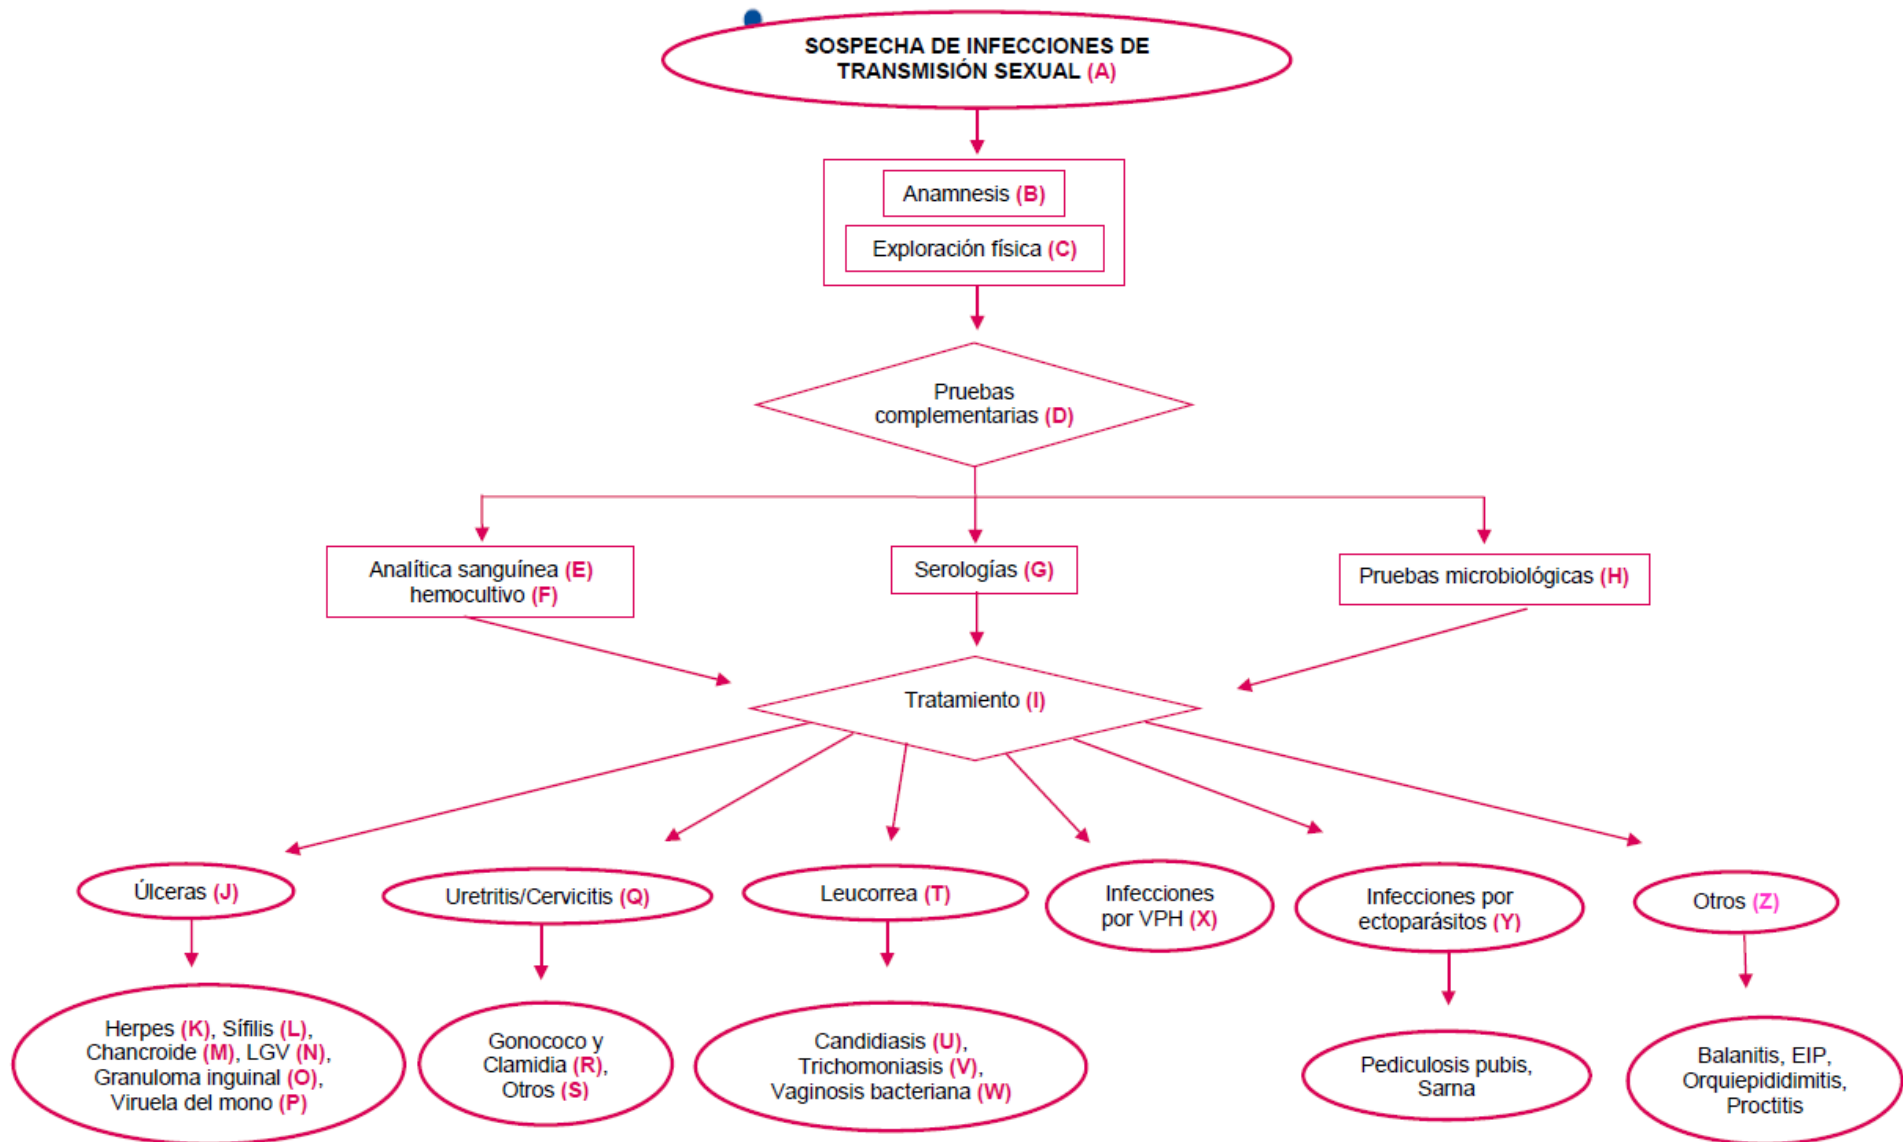 SOSPECHA DE INFECCIONES DE
TRANSMISIÓN SEXUAL (A)
Anamnesis (B)
Exploración física (C)
Pruebas
complementarias (D)
Analítica sanguínea (E)
hemocultivo (F)
Serologías (G)
Pruebas microbiológicas (H)
Tratamiento (I)
Úlceras (J)
Uretritis/Cervicitis (Q)
Leucorrea (T)
Infecciones
por VPH (X)
Infecciones por
ectoparásitos (Y)
Otros (Z)
Herpes (K), Sífilis (L),
Chancroide (M), LGV (N),
Granuloma inguinal (O),
Viruela del mono (P)
Gonococo y
Clamidia (R),
Otros (S)
Candidiasis (U),
Trichomoniasis (V),
Vaginosis bacteriana (W)
Pediculosis pubis,
Sarna
Balanitis, EIP,
Orquiepididimitis,
Proctitis